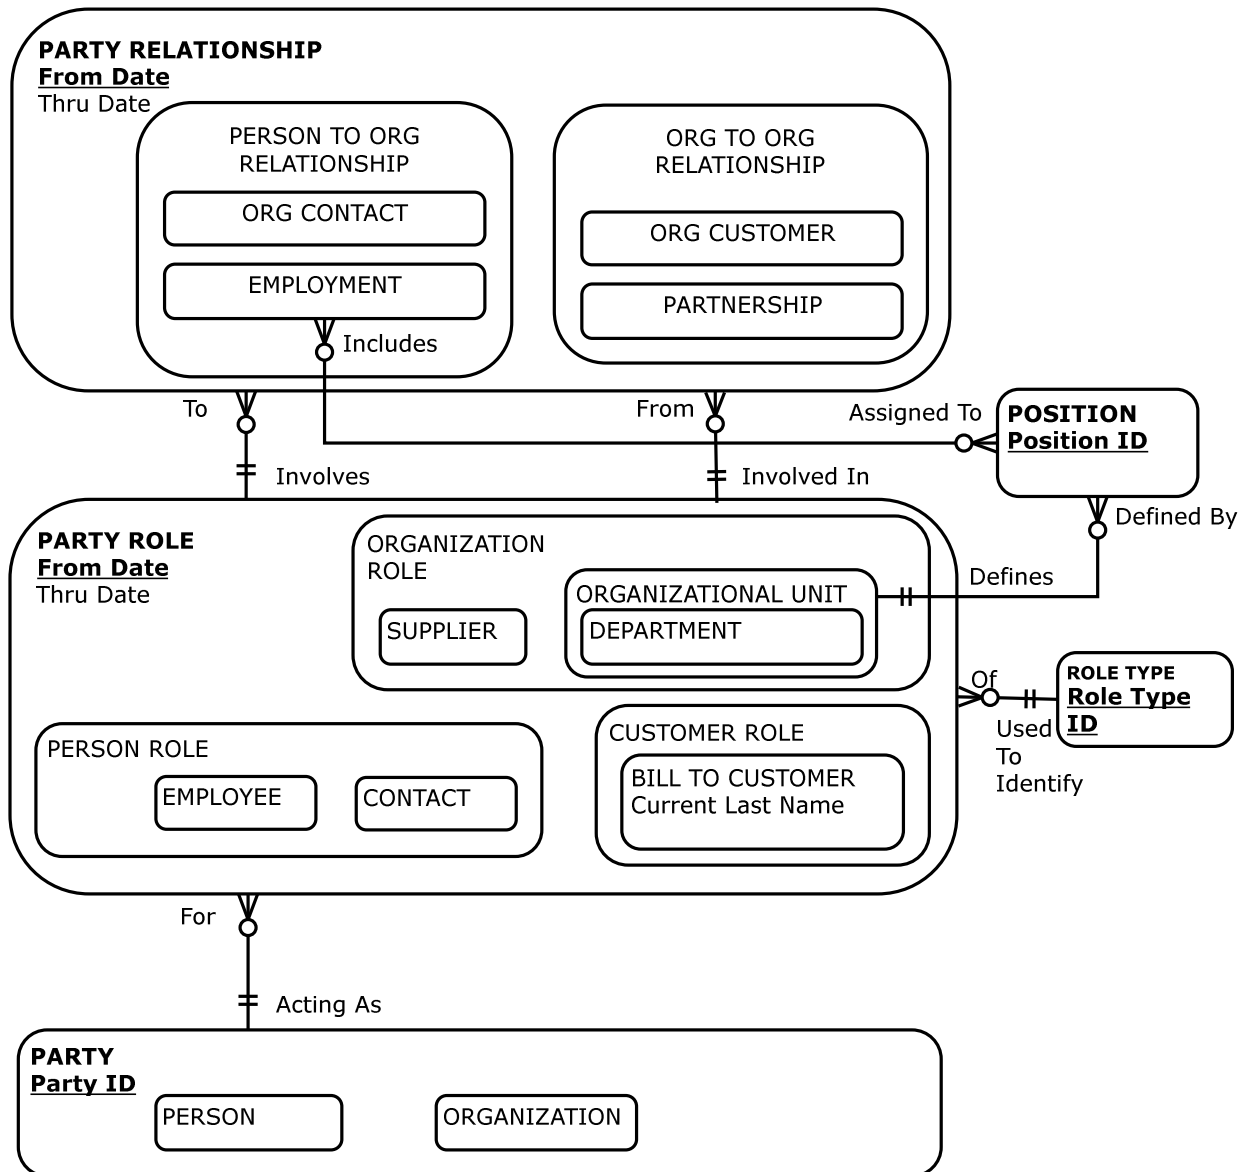 PARTY RELATIONSHIP
From Date
Thru Date
PERSON TO ORG
RELATIONSHIP
ORG CONTACT
EMPLOYMENT
Includes
ORG TO ORG
RELATIONSHIP
ORG CUSTOMER
PARTNERSHIP
To
From
Assigned To
POSITION
Position ID
Involves
Involved In
Defined By
PARTY ROLE
From Date
Thru Date
ORGANIZATION
ROLE
SUPPLIER
ORGANIZATIONAL UNIT
DEPARTMENT
Defines
Of
ROLE TYPE
Role Type
ID
Used
To
Identify
PERSON ROLE
EMPLOYEE
CONTACT
CUSTOMER ROLE
BILL TO CUSTOMER
Current Last Name
For
Acting As
PARTY
Party ID
PERSON
ORGANIZATION